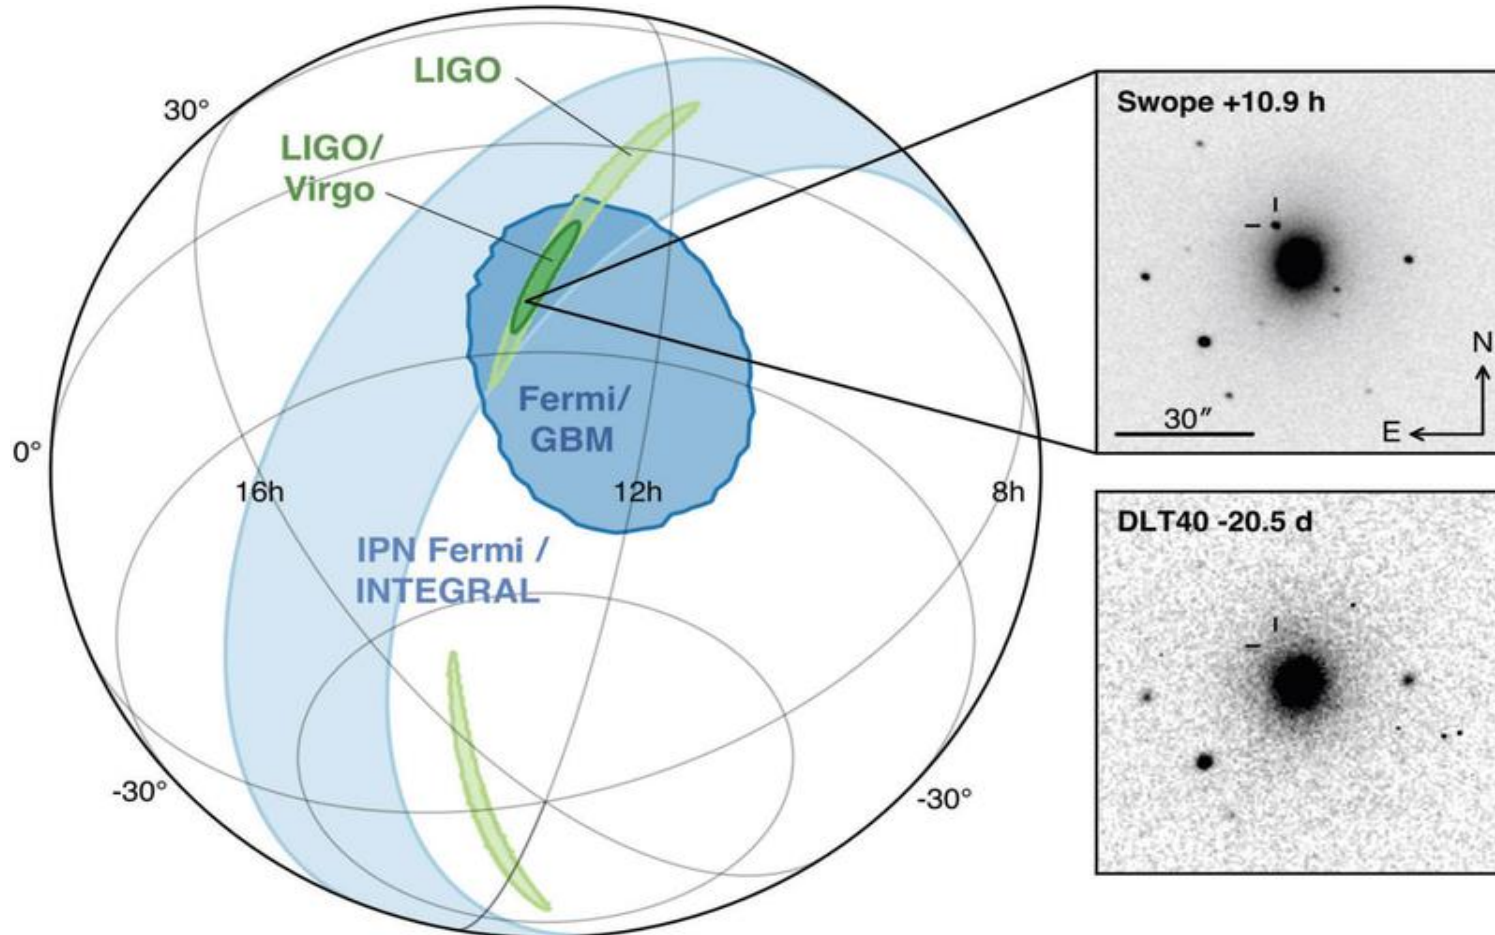 LIGO
30°
LIGO/
Virgo
Fermi/
GBM
0°
16h
12h
8h
IPN Fermi /
INTEGRAL
-30°
-30°
Swope +10.9 h
N
30″
E
DLT40 -20.5 d